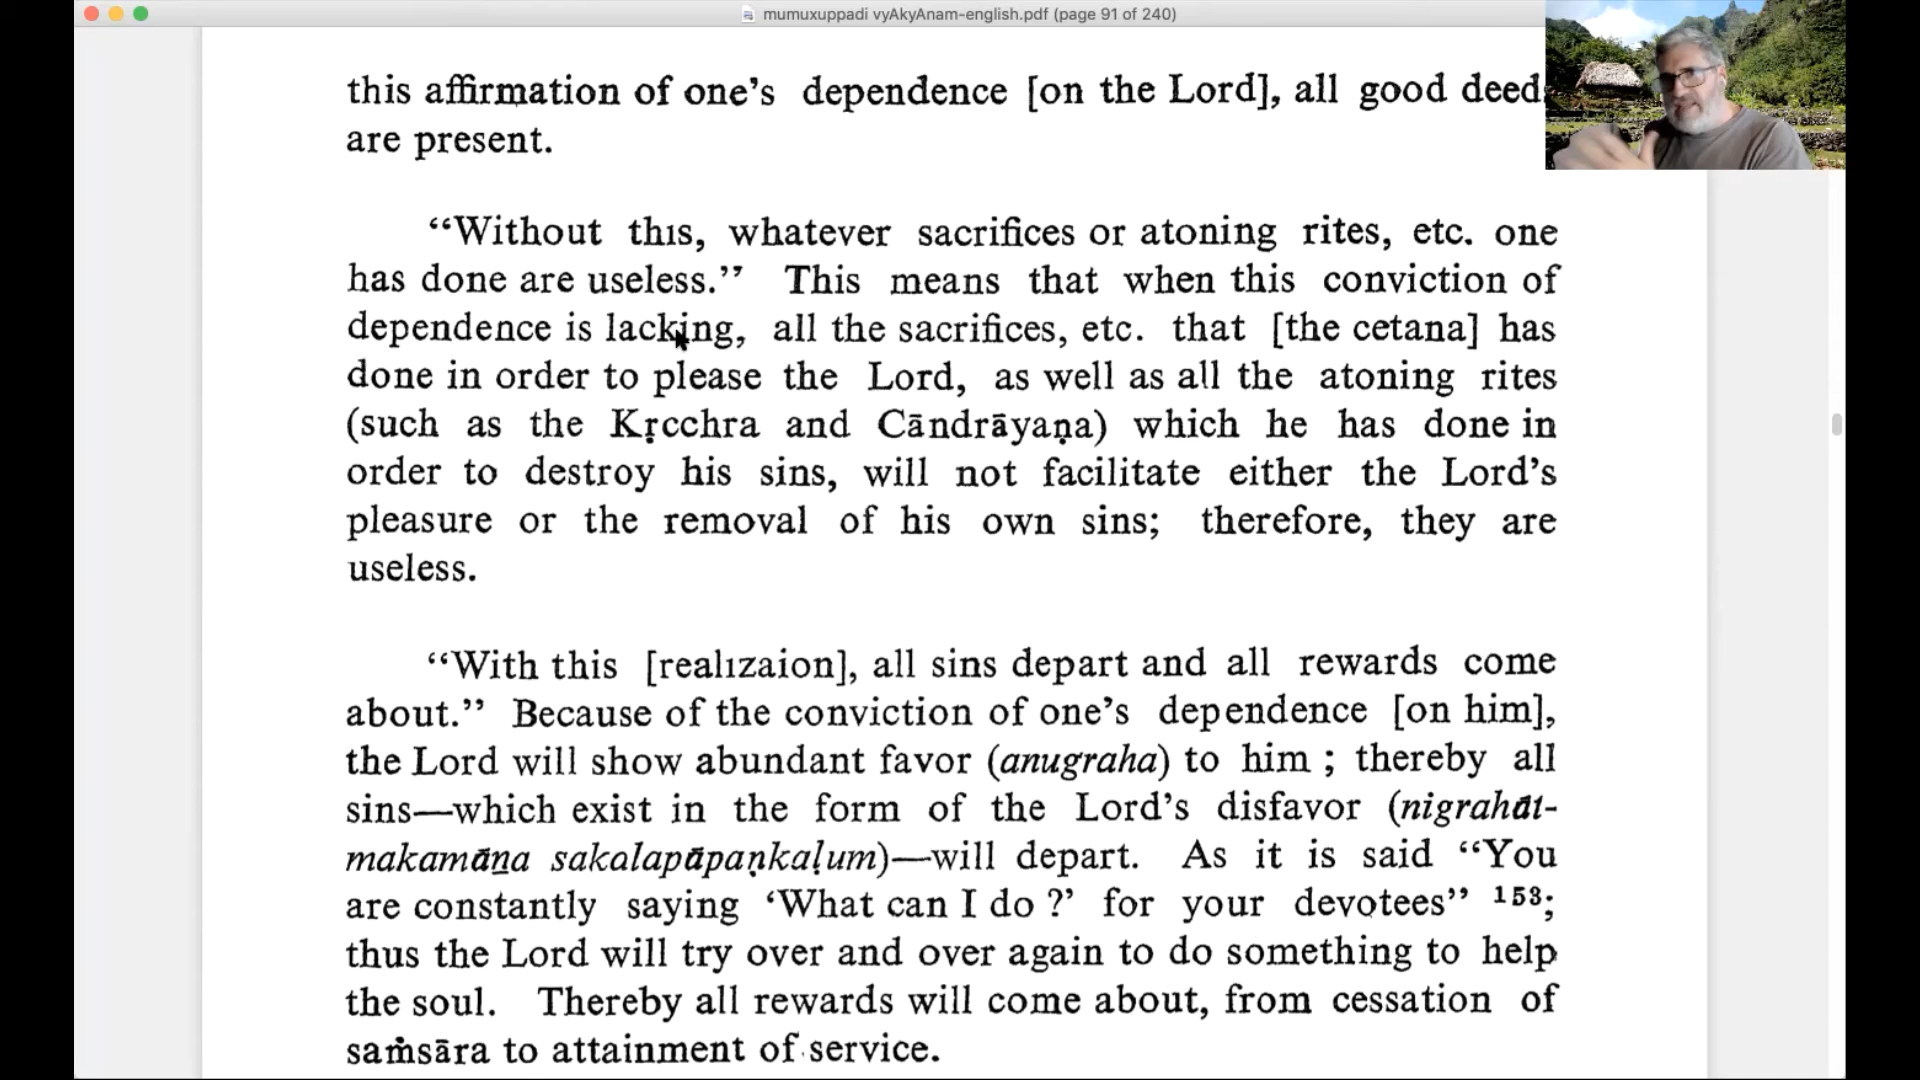 mumuxuppadi vyAkyAnam-english.pdf (page 91 of 240)
this affirmation of one's dependence [on the Lord], all good deed
are present.
“Without this, whatever sacrifices or atoning rites, etc. one
has done are useless.” This means that when this conviction of
dependence is lacking, all the sacrifices, etc. that [the cetana] has
done in order to please the Lord, as well as all the atoning rites
(such as the Kṛcchra and Cāndrāyaṇa) which he has done in
order to destroy his sins, will not facilitate either the Lord's
pleasure or the removal of his own sins; therefore, they are
useless.
“With this [realızaion], all sins depart and all rewards come
about.” Because of the conviction of one's dependence [on him],
the Lord will show abundant favor (anugraha) to him ; thereby all
sins—which exist in the form of the Lord's disfavor (nigrahāt-
makamāṉa sakalapāpaṇkaḷum)—will depart. As it is said “You
are constantly saying ‘What can I do ?’ for your devotees” 153;
thus the Lord will try over and over again to do something to help
the soul. Thereby all rewards will come about, from cessation of
saṁsāra to attainment of service.